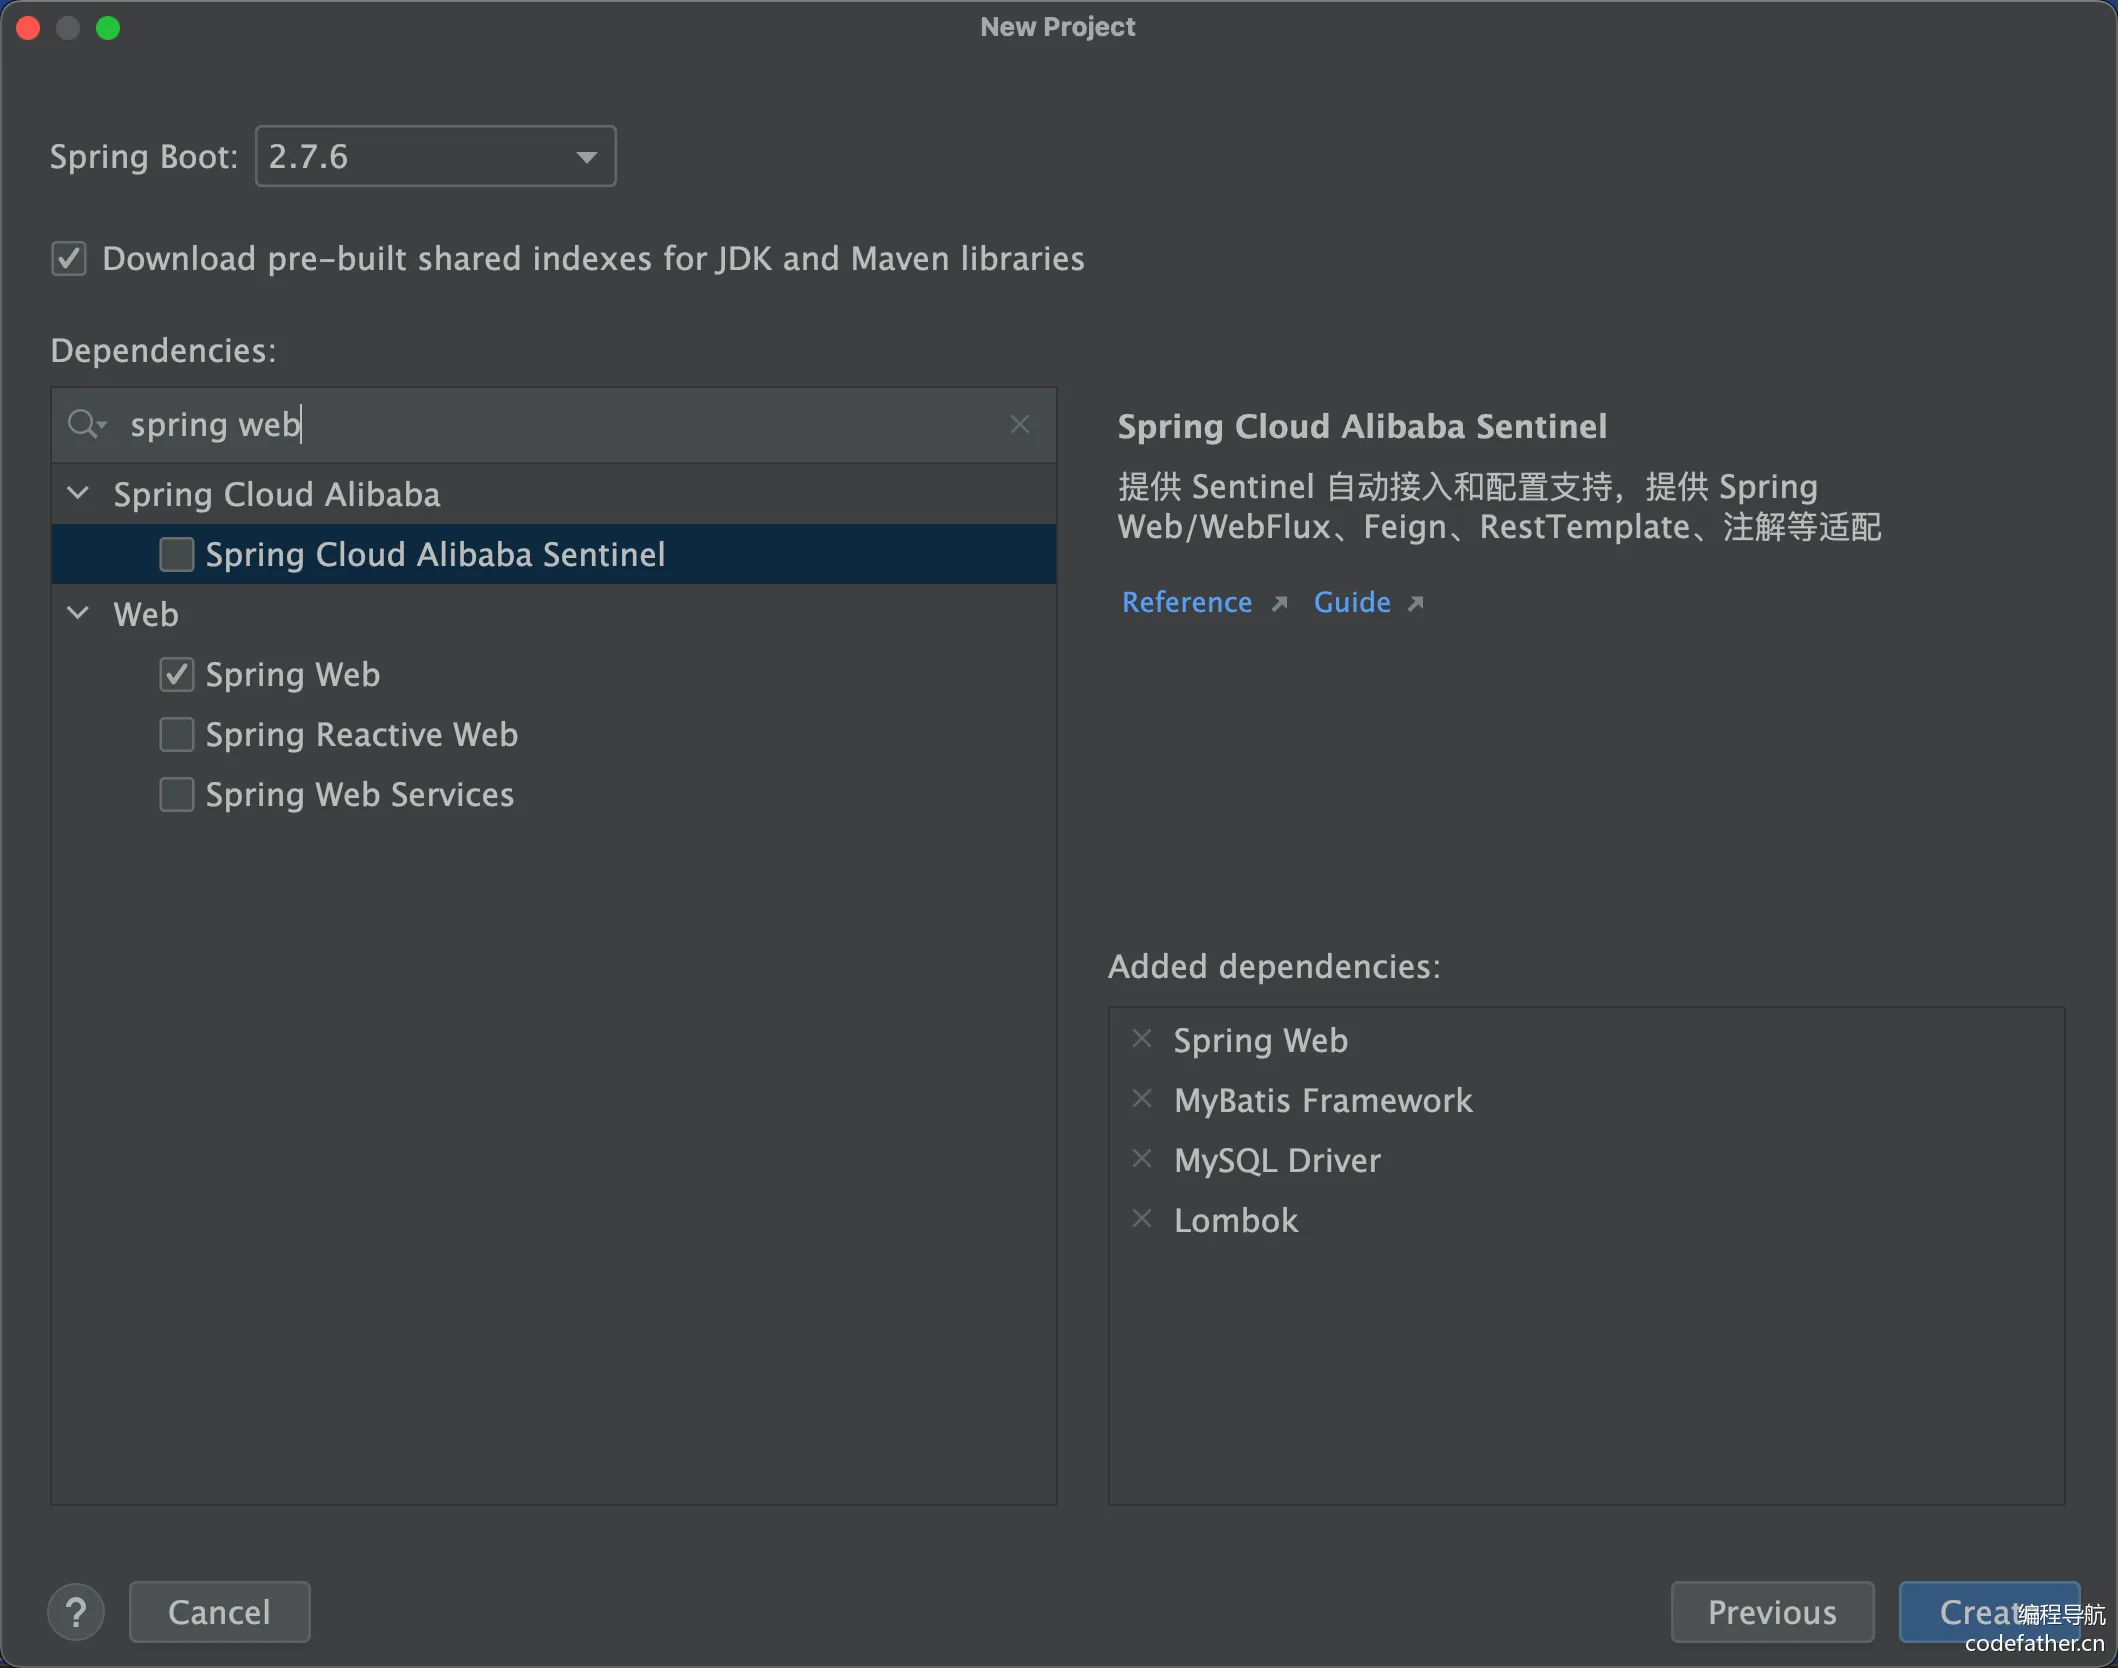 New Project
Spring Boot: 2.7.6
Download pre-built shared indexes for JDK and Maven libraries
Dependencies:
spring web
Spring Cloud Alibaba
Spring Cloud Alibaba Sentinel
Web
Spring Web
Spring Reactive Web
Spring Web Services
Spring Cloud Alibaba Sentinel
提供 Sentinel 自动接入和配置支持，提供 Spring
Web/WebFlux、Feign、RestTemplate、注解等适配
Reference Guide
Added dependencies:
Spring Web
MyBatis Framework
MySQL Driver
Lombok
? Cancel Previous
编程导航
codefather.cn